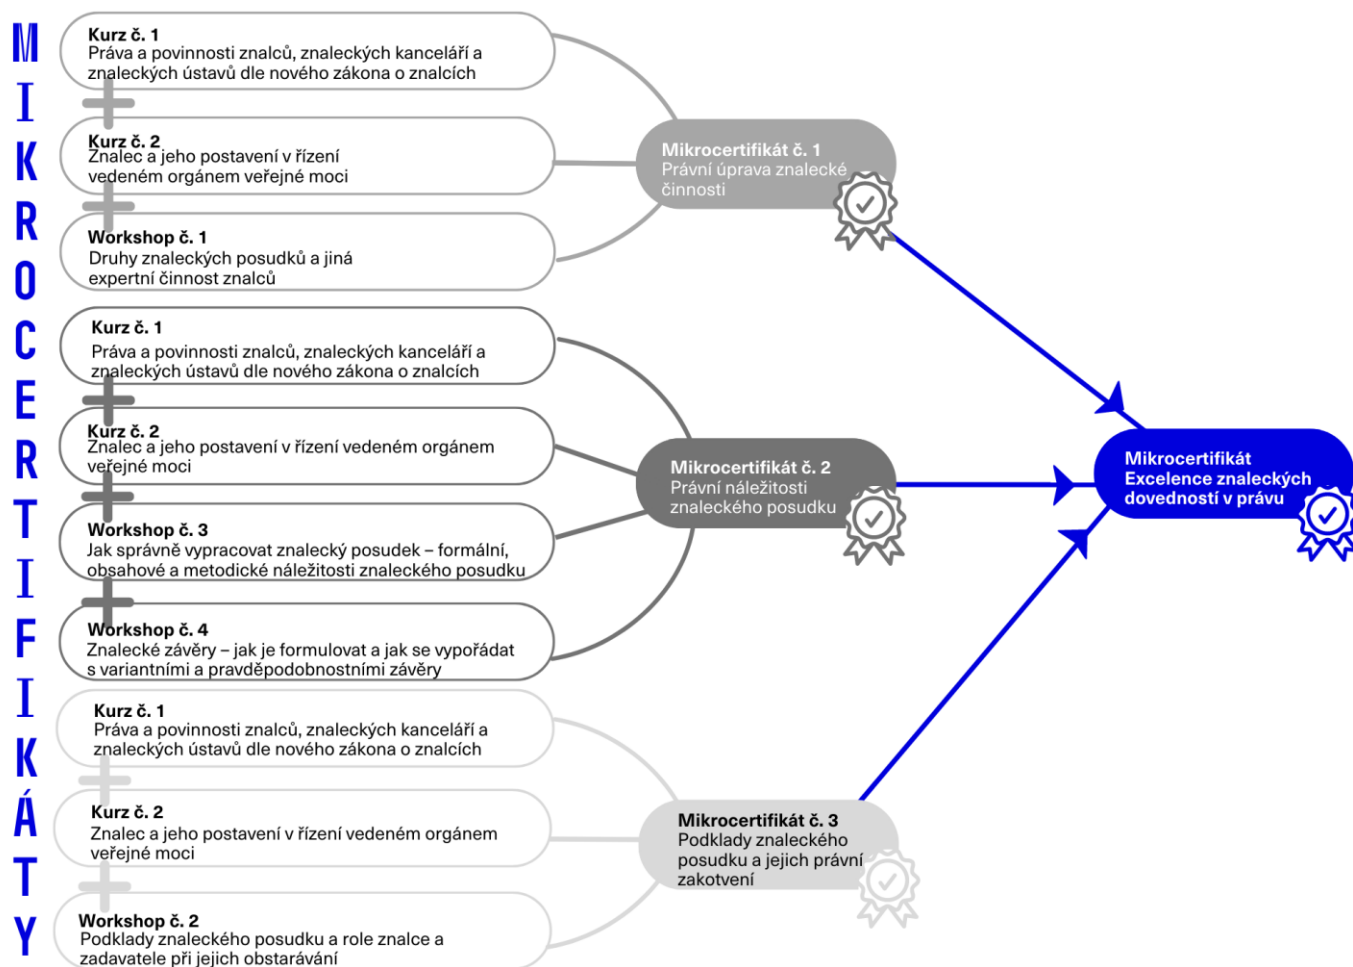 MIKROCERTIFIKÁTY
Kurz č. 1
Práva a povinnosti znalců, znaleckých kanceláří a
znaleckých ústavů dle nového zákona o znalcích
Kurz č. 2
Znalec a jeho postavení v řízení
vedeném orgánem veřejné moci
Workshop č. 1
Druhy znaleckých posudků a jiná
expertní činnost znalců
Mikrocertifikát č. 1
Právní úprava znalecké
činnosti
Kurz č. 1
Práva a povinnosti znalců, znaleckých kanceláří a
znaleckých ústavů dle nového zákona o znalcích
Kurz č. 2
Znalec a jeho postavení v řízení vedeném orgánem
veřejné moci
Workshop č. 3
Jak správně vypracovat znalecký posudek – formální,
obsahové a metodické náležitosti znaleckého posudku
Workshop č. 4
Znalecké závěry – jak je formulovat a jak se vypořádat
s variantními a pravděpodobnostními závěry
Mikrocertifikát č. 2
Právní náležitosti
znaleckého posudku
Kurz č. 1
Práva a povinnosti znalců, znaleckých kanceláří a
znaleckých ústavů dle nového zákona o znalcích
Kurz č. 2
Znalec a jeho postavení v řízení vedeném orgánem
veřejné moci
Workshop č. 2
Podklady znaleckého posudku a role znalce a
zadavatele při jejich obstarávání
Mikrocertifikát č. 3
Podklady znaleckého
posudku a jejich právní
zakotvení
Mikrocertifikát
Excelence znaleckých
dovedností v právu